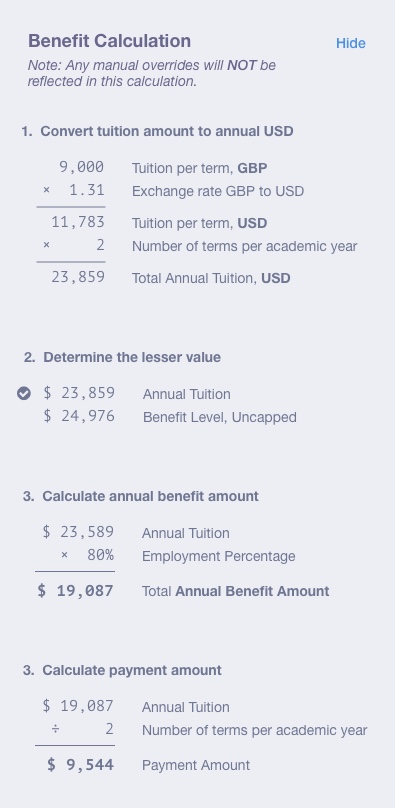 Benefit Calculation
Hide
Note: Any manual overrides will NOT be
reflected in this calculation.
1. Convert tuition amount to annual USD
9,000 Tuition per term, GBP
× 1.31 Exchange rate GBP to USD
11,783 Tuition per term, USD
× 2 Number of terms per academic year
23,859 Total Annual Tuition, USD
2. Determine the lesser value
$ 23,859 Annual Tuition
$ 24,976 Benefit Level, Uncapped
3. Calculate annual benefit amount
$ 23,589 Annual Tuition
× 80% Employment Percentage
$ 19,087 Total Annual Benefit Amount
3. Calculate payment amount
$ 19,087 Annual Tuition
÷ 2 Number of terms per academic year
$ 9,544 Payment Amount